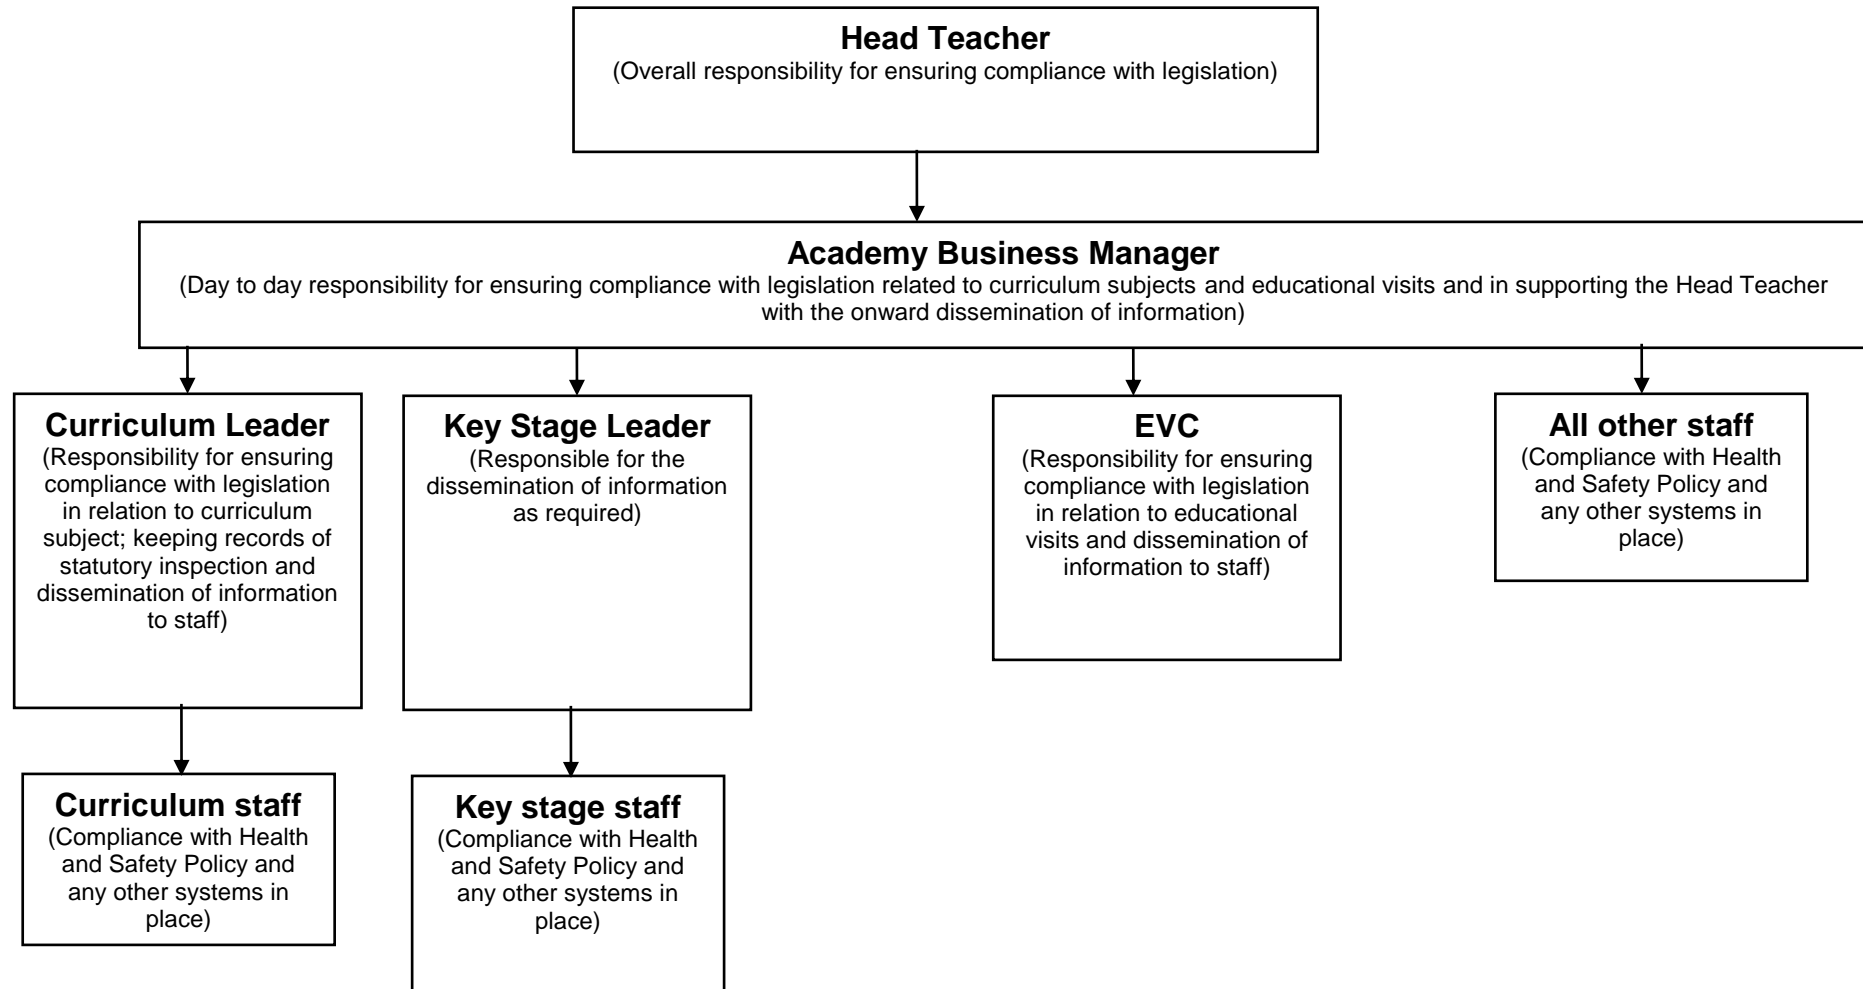 Head Teacher
(Overall responsibility for ensuring compliance with legislation)
Academy Business Manager
(Day to day responsibility for ensuring compliance with legislation related to curriculum subjects and educational visits and in supporting the Head Teacher
with the onward dissemination of information)
Curriculum Leader
(Responsibility for ensuring
compliance with legislation
in relation to curriculum
subject; keeping records of
statutory inspection and
dissemination of information
to staff)
Key Stage Leader
(Responsible for the
dissemination of information
as required)
EVC
(Responsibility for ensuring
compliance with legislation
in relation to educational
visits and dissemination of
information to staff)
All other staff
(Compliance with Health
and Safety Policy and
any other systems in
place)
Curriculum staff
(Compliance with Health
and Safety Policy and
any other systems in
place)
Key stage staff
(Compliance with Health
and Safety Policy and
any other systems in
place)